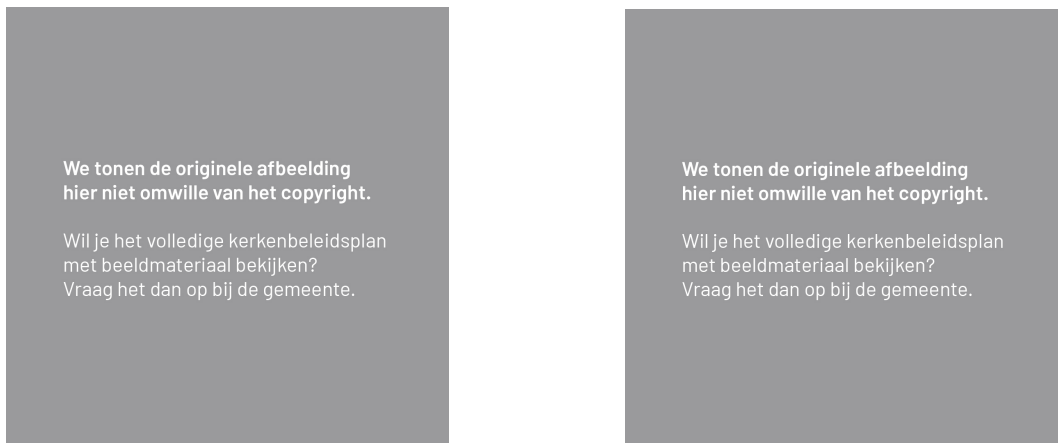 We tonen de originele afbeelding
hier niet omwille van het copyright.
Wil je het volledige kerkenbeleidsplan
met beeldmateriaal bekijken?
Vraag het dan op bij de gemeente.
We tonen de originele afbeelding
hier niet omwille van het copyright.
Wil je het volledige kerkenbeleidsplan
met beeldmateriaal bekijken?
Vraag het dan op bij de gemeente.